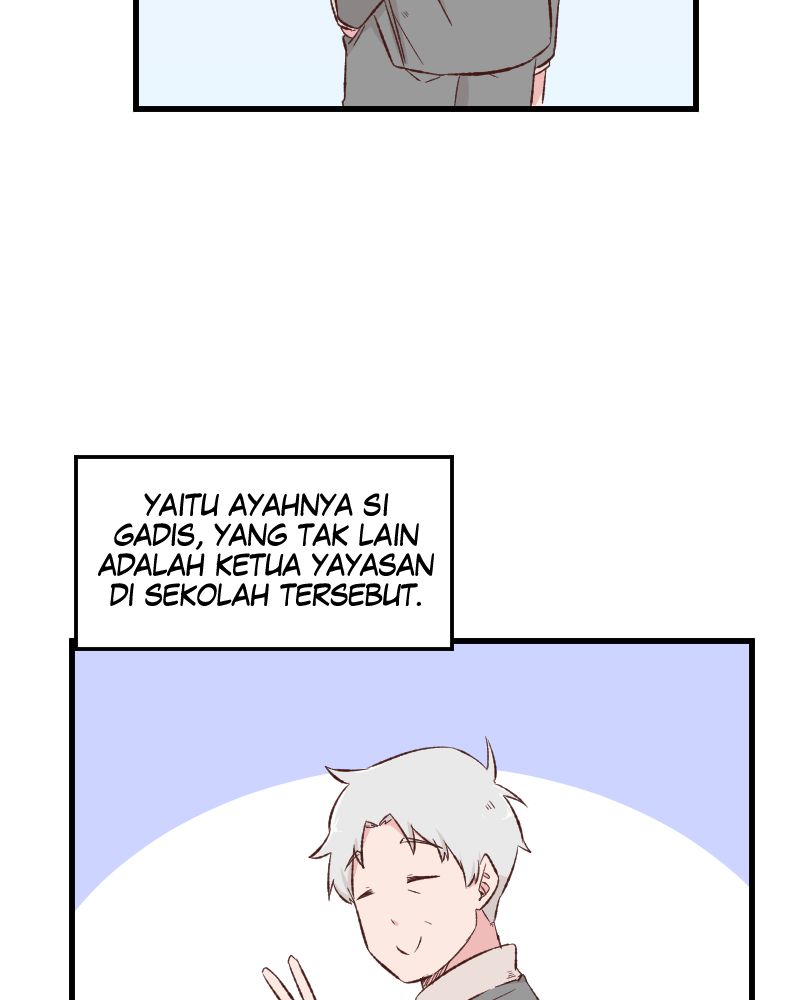 YAITU AYAHNYA SI
GADIS, YANG TAK LAIN
ADALAH KETUA YAYASAN
DI SEKOLAH TERSEBUT.